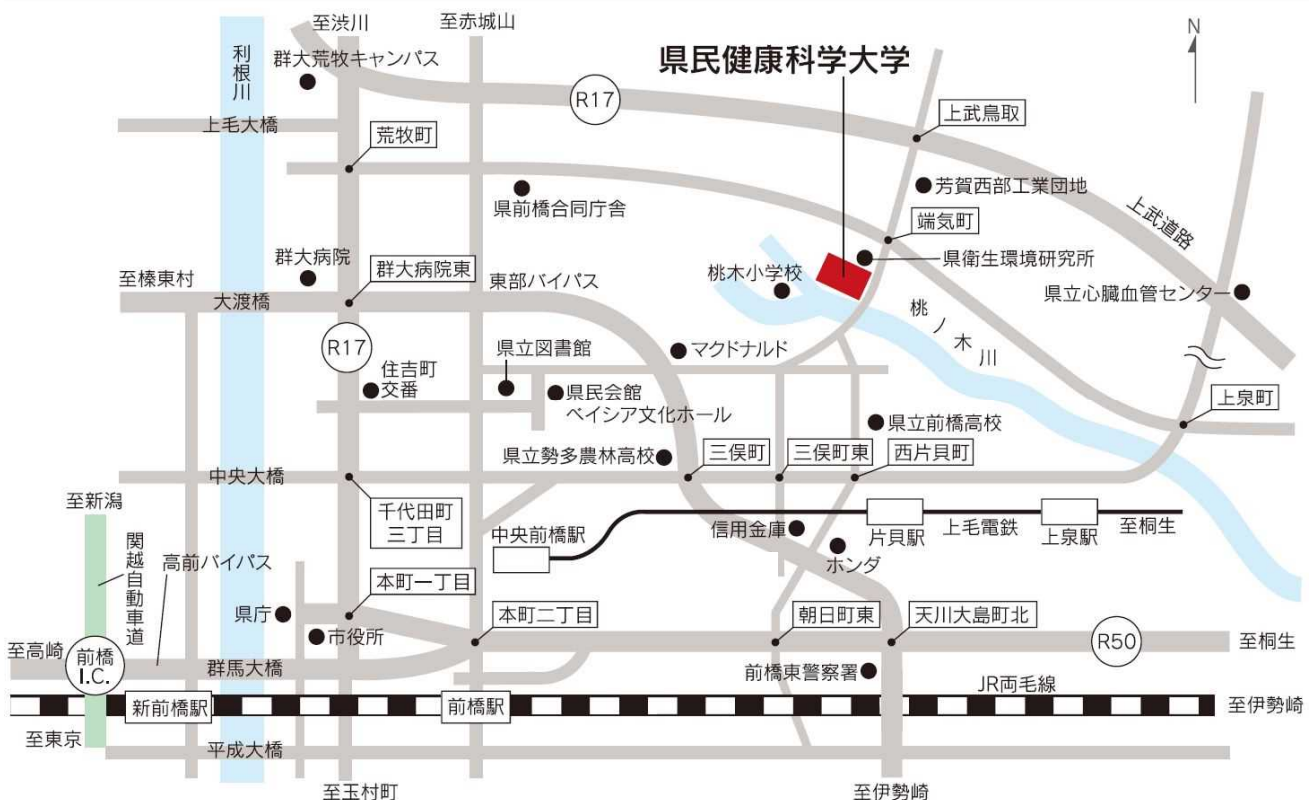 至渋川
至赤城山
N
利根川
群大荒牧キャンパス
県民健康科学大学
R17
上毛大橋
荒牧町
上武鳥取
県前橋合同庁舎
芳賀西部工業団地
上武道路
端気町
群大病院
群大病院東
県衛生環境研究所
至榛東村
大渡橋
東部バイパス
桃木小学校
県立心臓血管センター
桃ノ木川
R17
住吉町
交番
県立図書館
マクドナルド
県民会館
ベイシア文化ホール
県立前橋高校
上泉町
県立勢多農林高校
三俣町
三俣町東
西片貝町
中央大橋
至新潟
千代田町
三丁目
中央前橋駅
信用金庫
片貝駅
上毛電鉄
上泉駅
至桐生
ホンダ
関越自動車道
高前バイパス
本町一丁目
県庁
市役所
本町二丁目
朝日町東
天川大島町北
R50
至桐生
至高崎
前橋
I.C.
群馬大橋
前橋東警察署
JR両毛線
新前橋駅
前橋駅
至伊勢崎
至東京
平成大橋
至玉村町
至伊勢崎